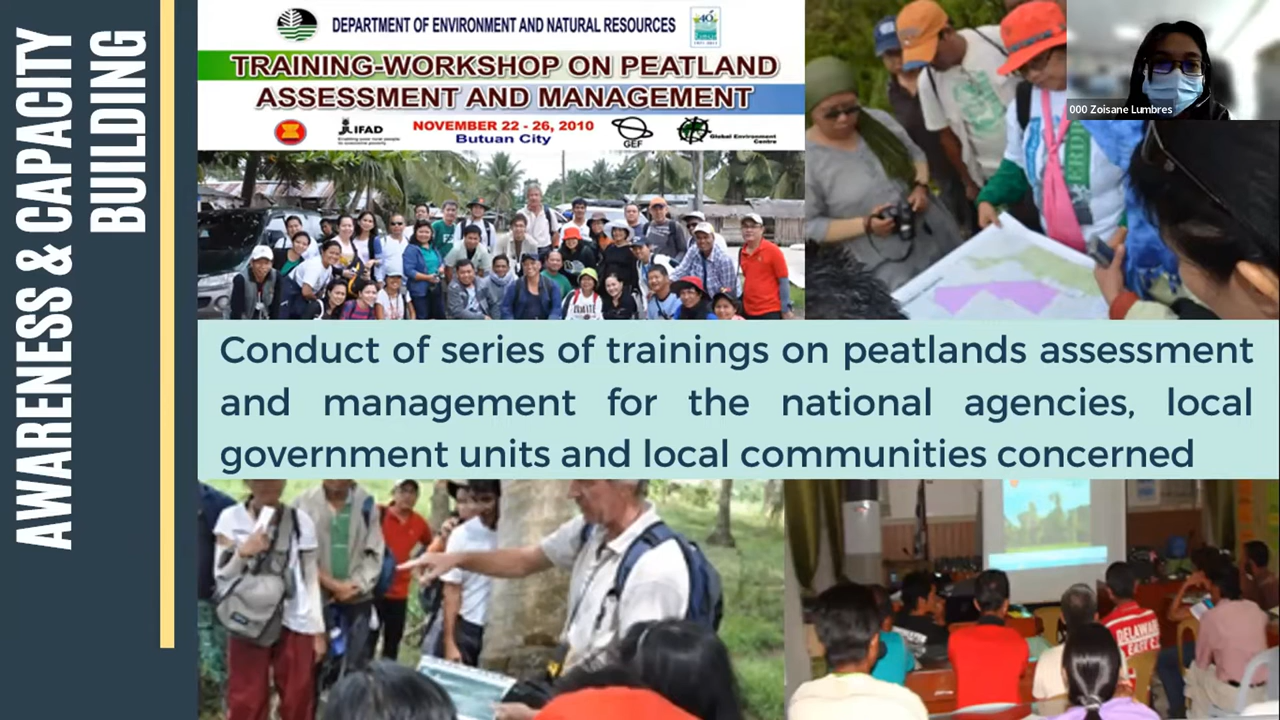 AWARENESS & CAPACITY
BUILDING
DEPARTMENT OF ENVIRONMENT AND NATURAL RESOURCES
TRAINING-WORKSHOP ON PEATLAND
ASSESSMENT AND MANAGEMENT
IFAD
NOVEMBER 22 - 26, 2010
Butuan City
GEF
Global Environment
Centre
000 Zoisane Lumbres
Conduct of series of trainings on peatlands assessment
and management for the national agencies, local
government units and local communities concerned
DELAWARE